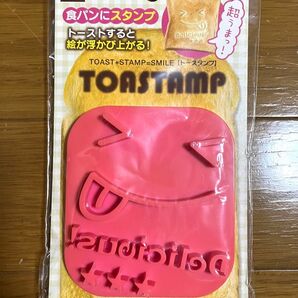 食パンにスタンプ
トーストすると
絵が浮かび上がる!
超うまっ!
TOAST+STAMP=SMILE [トースタンプ]
TOASTAMP
Delicious!